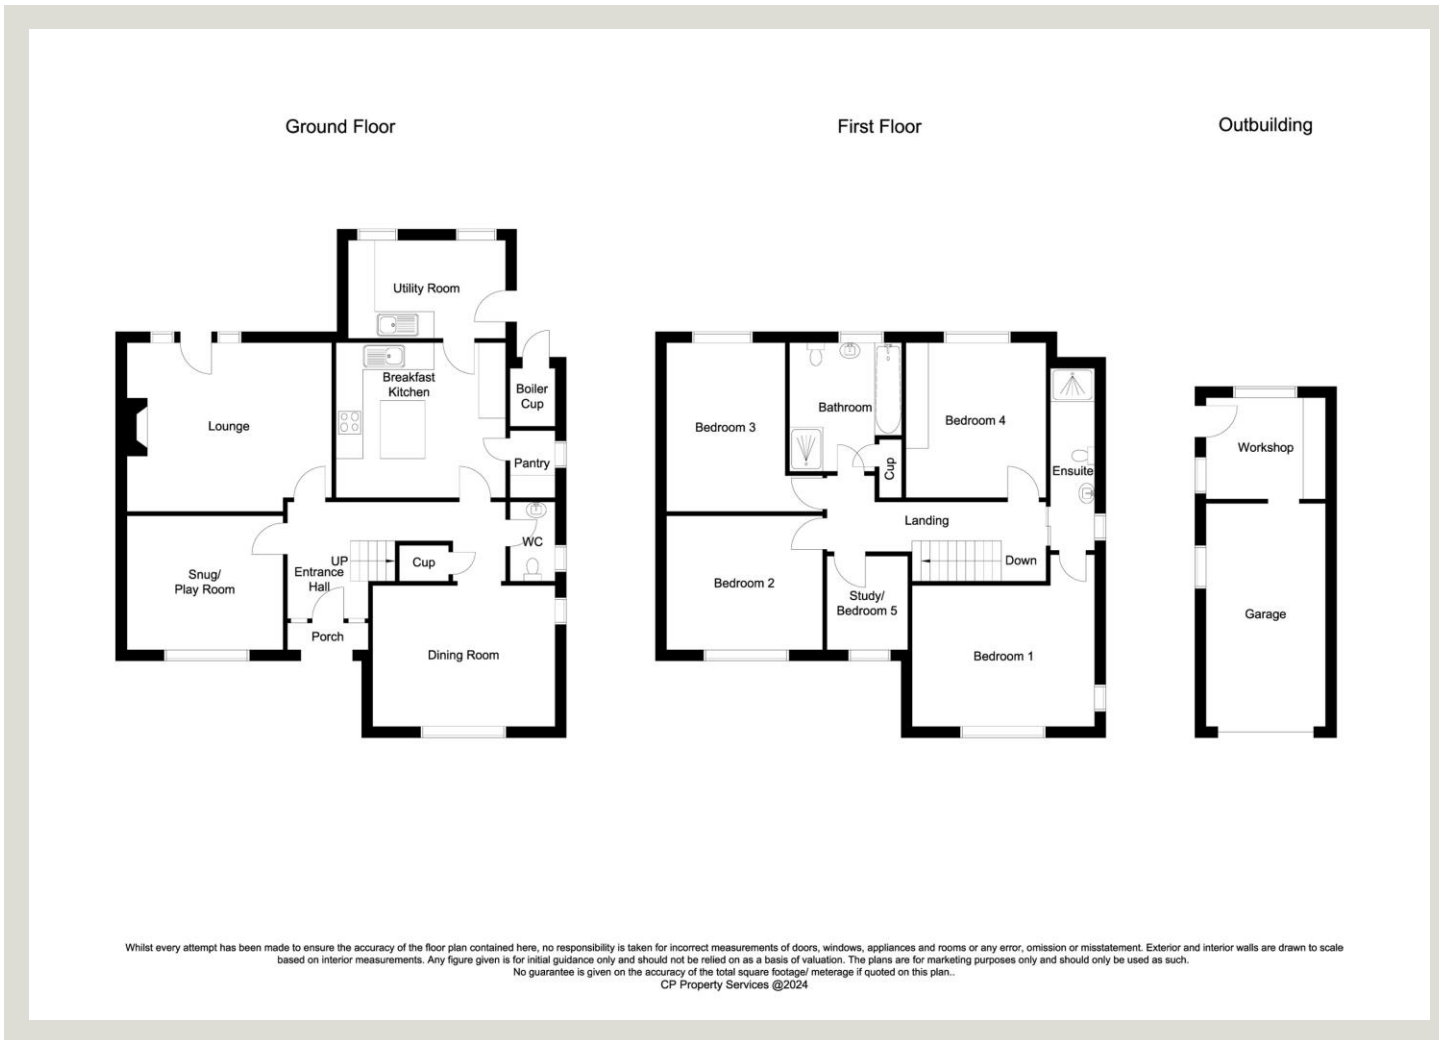 Ground Floor
First Floor
Outbuilding
Utility Room
Breakfast
Kitchen
Boiler
Cup
Lounge
Pantry
WC
UP
Cup
Entrance
Hall
Snug/
Play Room
Porch
Dining Room
Bathroom
Bedroom 3
Bedroom 4
Cup
Ensuite
Landing
Down
Bedroom 2
Study/
Bedroom 5
Bedroom 1
Workshop
Garage
Whilst every attempt has been made to ensure the accuracy of the floor plan contained here, no responsibility is taken for incorrect measurements of doors, windows, appliances and rooms or any error, omission or misstatement. Exterior and interior walls are drawn to scale
based on interior measurements. Any figure given is for initial guidance only and should not be relied on as a basis of valuation. The plans are for marketing purposes only and should only be used as such.
No guarantee is given on the accuracy of the total square footage/ meterage if quoted on this plan..
CP Property Services @2024